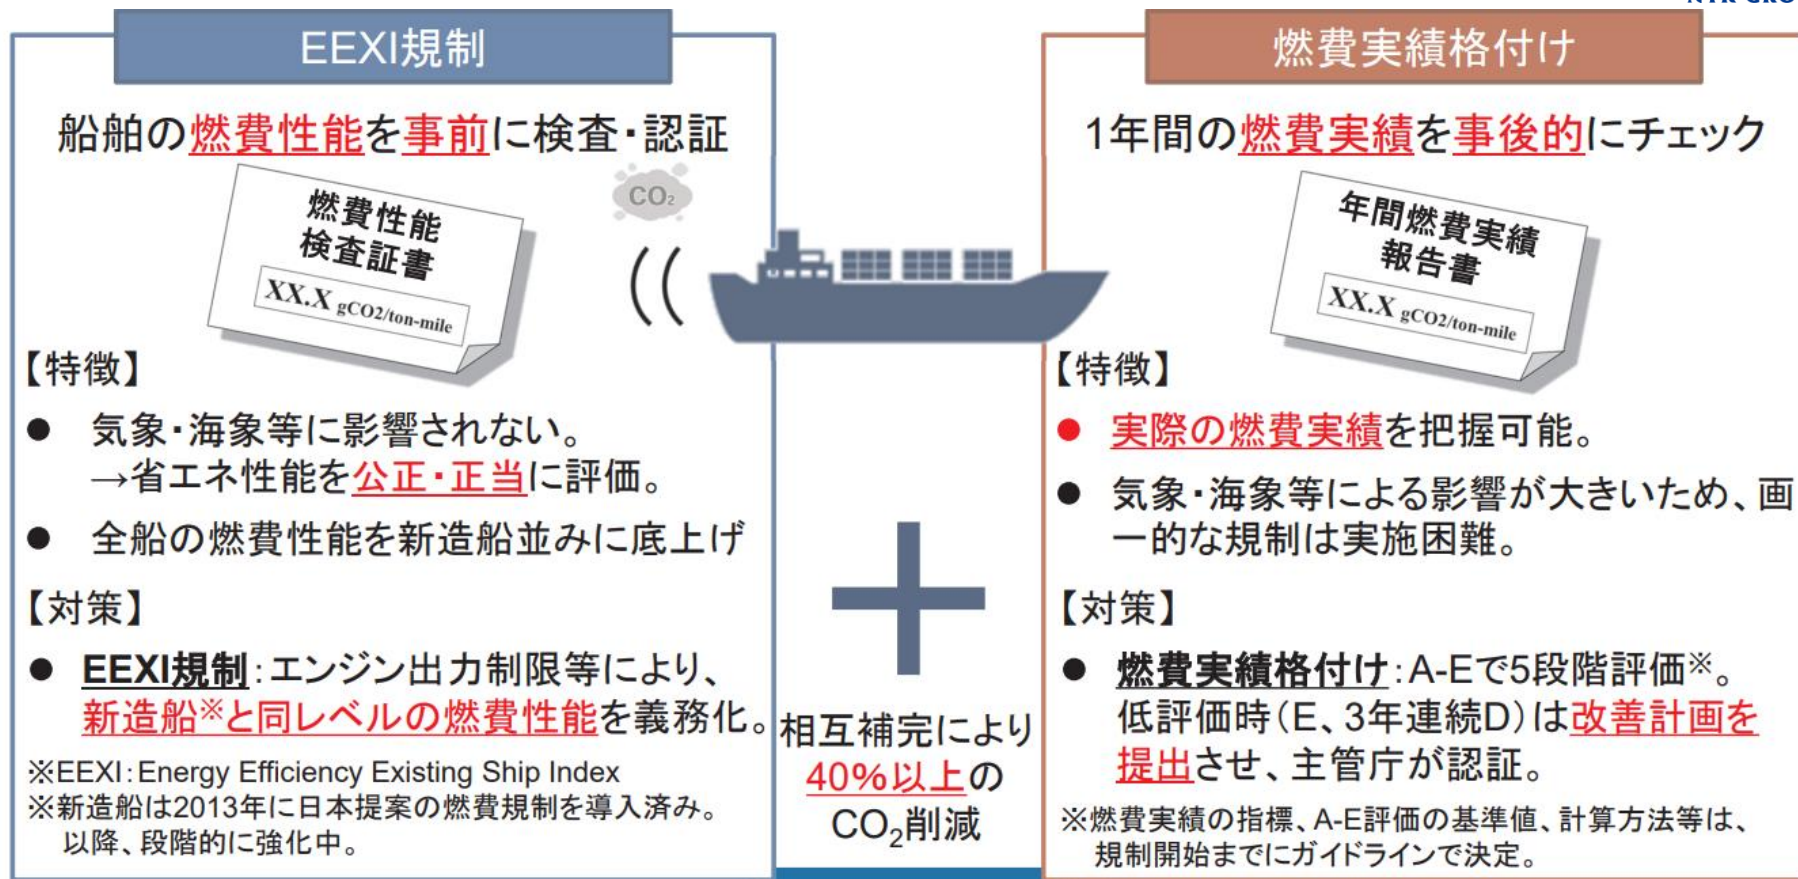 EEXI規制
船舶の燃費性能を事前に検査・認証
燃費性能
検査証書
XX.X gCO2/ton-mile
CO₂
【特徴】
● 気象・海象等に影響されない。
→省エネ性能を公正・正当に評価。
● 全船の燃費性能を新造船並みに底上げ
【対策】
● EEXI規制：エンジン出力制限等により、
新造船※と同レベルの燃費性能を義務化。
※EEXI：Energy Efficiency Existing Ship Index
※新造船は2013年に日本提案の燃費規制を導入済み。
以降、段階的に強化中。
相互補完により
40%以上の
CO₂削減
燃費実績格付け
1年間の燃費実績を事後的にチェック
年間燃費実績
報告書
XX.X gCO2/ton-mile
【特徴】
● 実際の燃費実績を把握可能。
● 気象・海象等による影響が大きいため、画
一的な規制は実施困難。
【対策】
● 燃費実績格付け：A-Eで5段階評価※。
低評価時（E、3年連続D）は改善計画を
提出させ、主管庁が認証。
※燃費実績の指標、A-E評価の基準値、計算方法等は、
規制開始までにガイドラインで決定。